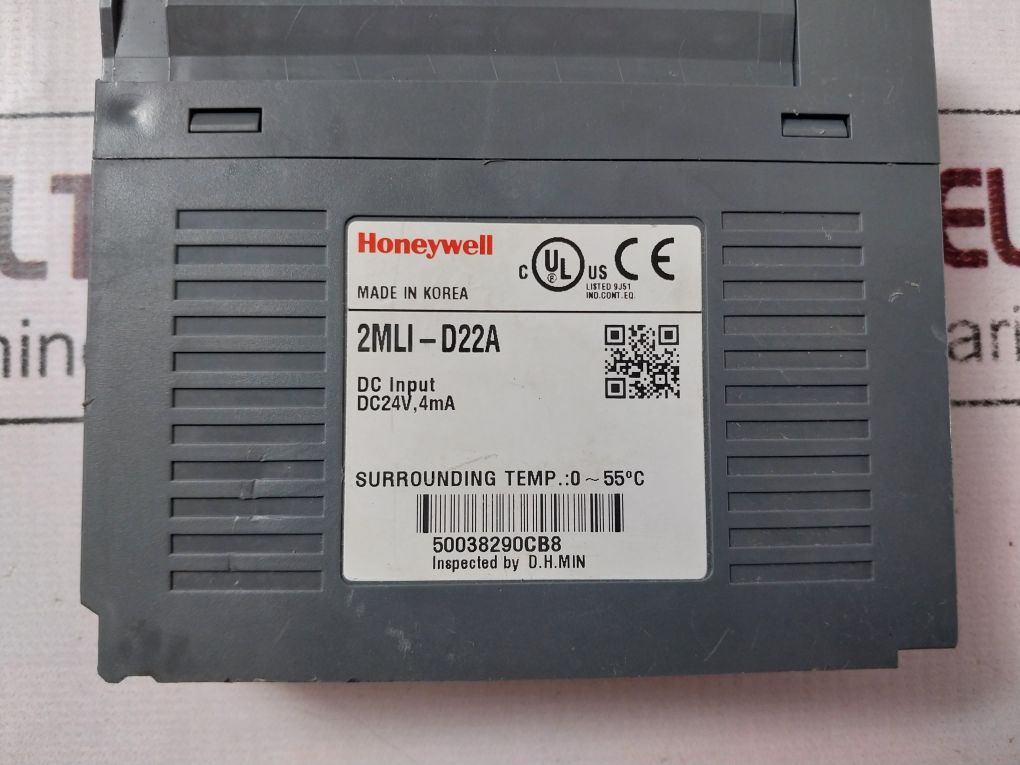 Honeywell
MADE IN KOREA
C UL US CE
LISTED 9J51
IND.CONT.EQ.
2MLI-D22A
DC Input
DC24V,4mA
SURROUNDING TEMP.:0~55ºC
50038290CB8
Inspected by D.H.MIN